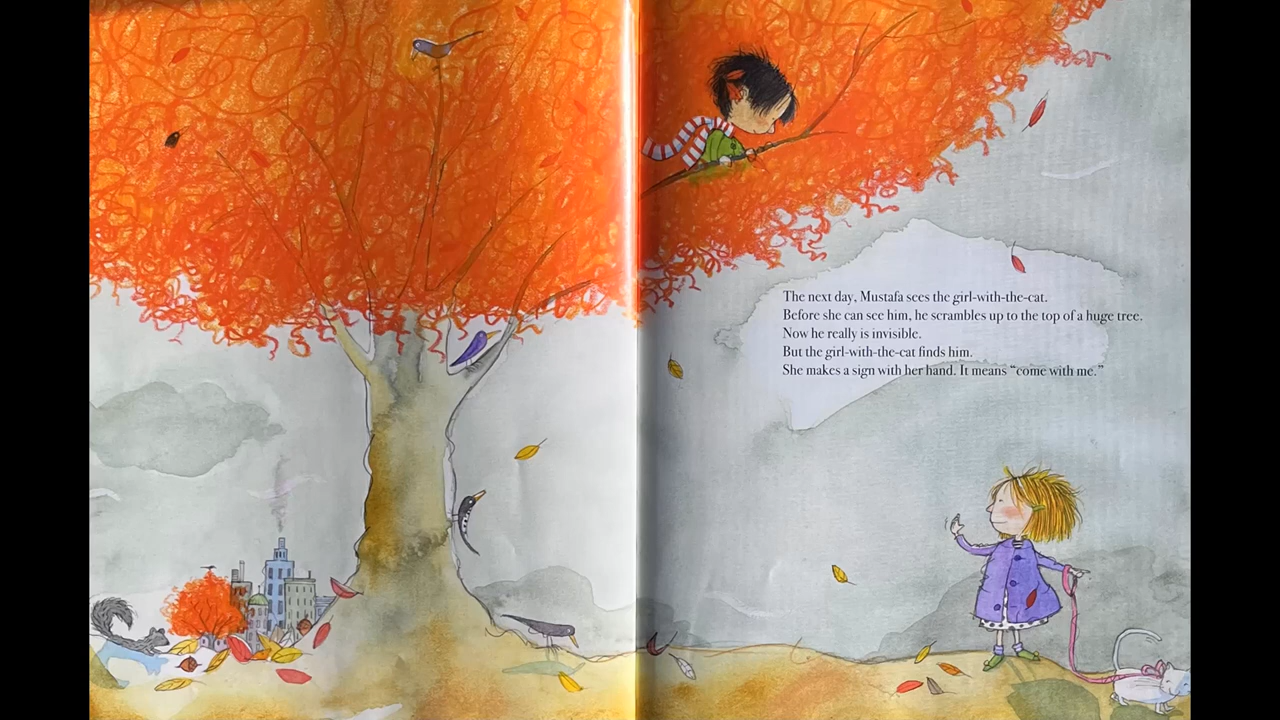 The next day, Mustafa sees the girl-with-the-cat.
Before she can see him, he scrambles up to the top of a huge tree.
Now he really is invisible.
But the girl-with-the-cat finds him.
She makes a sign with her hand. It means “come with me.”